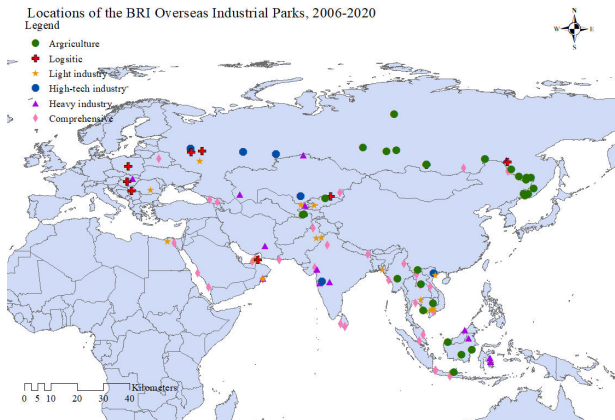 Locations of the BRI Overseas Industrial Parks, 2006-2020
Legend
Argriculture
Logsitic
Light industry
High-tech industry
Heavy industry
Comprehensive
N
W E
S
Kilometers
0 5 10 20 30 40